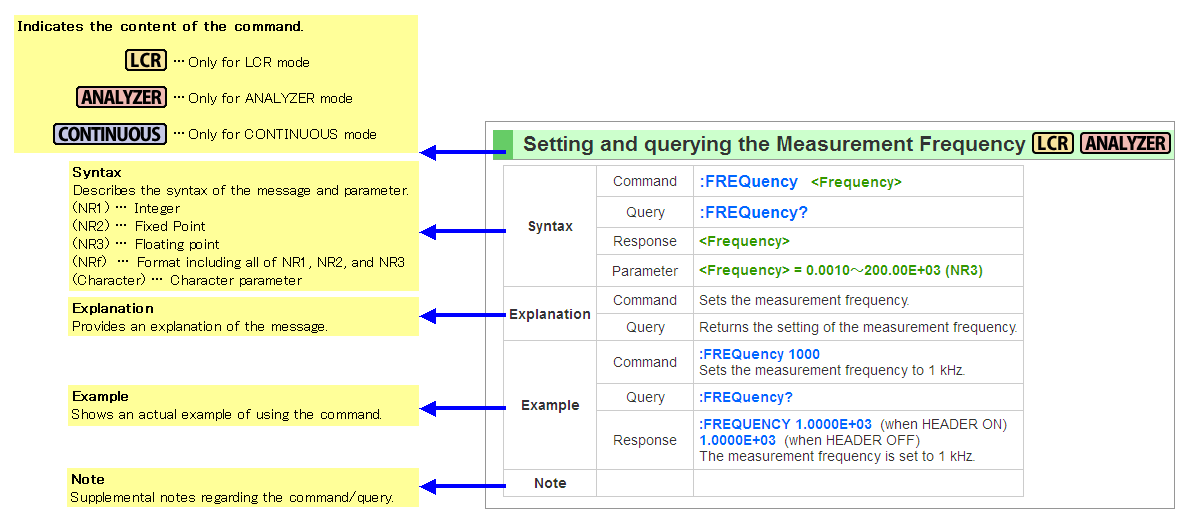 Indicates the content of the command.
LCR ··· Only for LCR mode
ANALYZER ··· Only for ANALYZER mode
CONTINUOUS ··· Only for CONTINUOUS mode
Syntax
Describes the syntax of the message and parameter.
(NR1) ··· Integer
(NR2) ··· Fixed Point
(NR3) ··· Floating point
(NRf) ··· Format including all of NR1, NR2, and NR3
(Character) ··· Character parameter
Explanation
Provides an explanation of the message.
Example
Shows an actual example of using the command.
Note
Supplemental notes regarding the command/query.
Setting and querying the Measurement Frequency LCR ANALYZER
Syntax
Command :FREQuency <Frequency>
Query :FREQuency?
Response <Frequency>
Parameter <Frequency> = 0.0010～200.00E+03 (NR3)
Explanation
Command Sets the measurement frequency.
Query Returns the setting of the measurement frequency.
Example
Command :FREQuency 1000
Sets the measurement frequency to 1 kHz.
Query :FREQuency?
Response :FREQUENCY 1.0000E+03 (when HEADER ON)
1.0000E+03 (when HEADER OFF)
The measurement frequency is set to 1 kHz.
Note